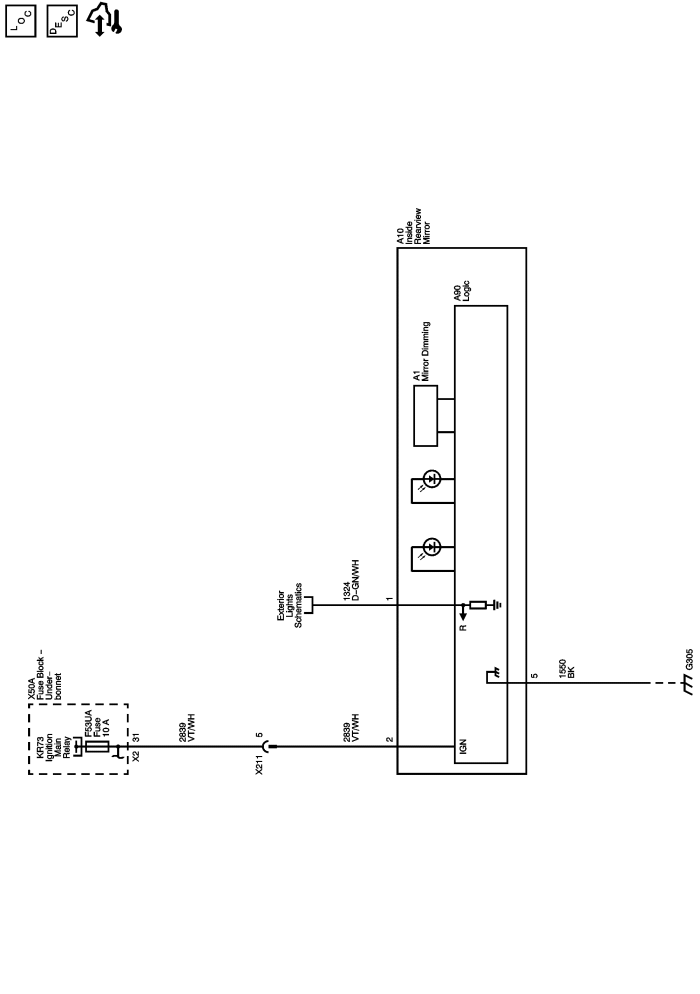 LOC
DESC
X50A
Fuse Block –
Under–
bonnet
KR73
Ignition
Main
Relay
F53UA
Fuse
10 A
X2
31
2839
VT/WH
X211
5
2839
VT/WH
2
IGN
Exterior
Lights
Schematics
1324
D–GN/WH
1
R
A10
Inside
Rearview
Mirror
A90
Logic
A1
Mirror Dimming
5
1550
BK
G305